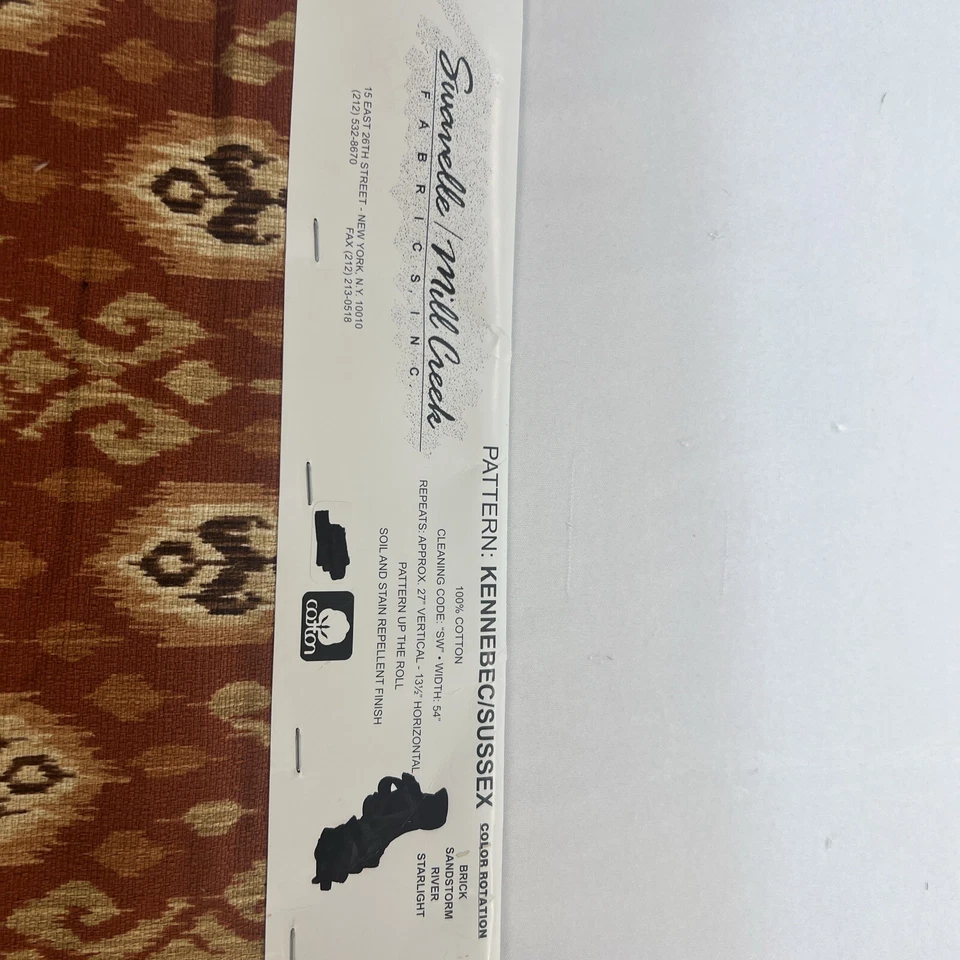 Swavelle / Mill Creek
FABRICS, INC.
15 EAST 26TH STREET - NEW YORK, N.Y. 10010
(212) 532-8670 FAX (212) 213-0518
PATTERN: KENNEBEC/SUSSEX
100% COTTON
CLEANING CODE: "SW" • WIDTH: 54"
REPEATS: APPROX. 27" VERTICAL - 13½" HORIZONTAL
PATTERN UP THE ROLL
SOIL AND STAIN REPELLENT FINISH
cotton
COLOR ROTATION
BRICK
SANDSTORM
RIVER
STARLIGHT